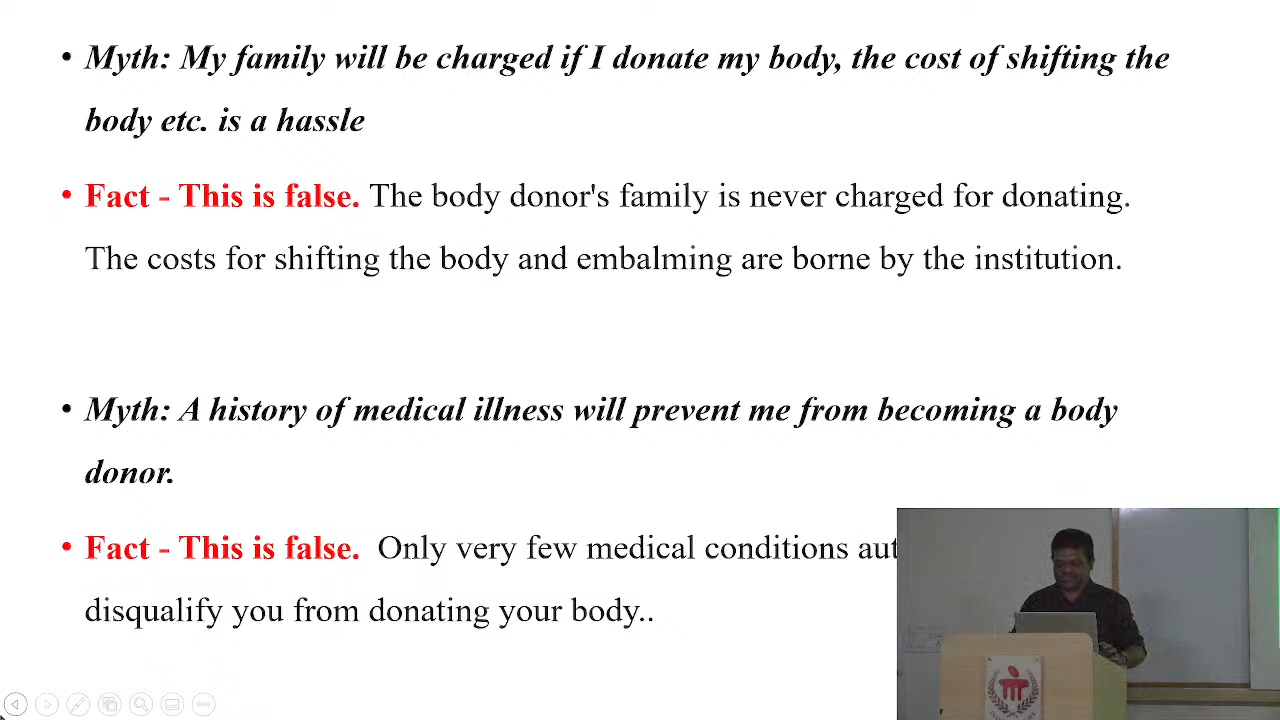 • Myth: My family will be charged if I donate my body, the cost of shifting the
body etc. is a hassle
• Fact - This is false. The body donor's family is never charged for donating.
The costs for shifting the body and embalming are borne by the institution.
• Myth: A history of medical illness will prevent me from becoming a body
donor.
• Fact - This is false. Only very few medical conditions
disqualify you from donating your body..